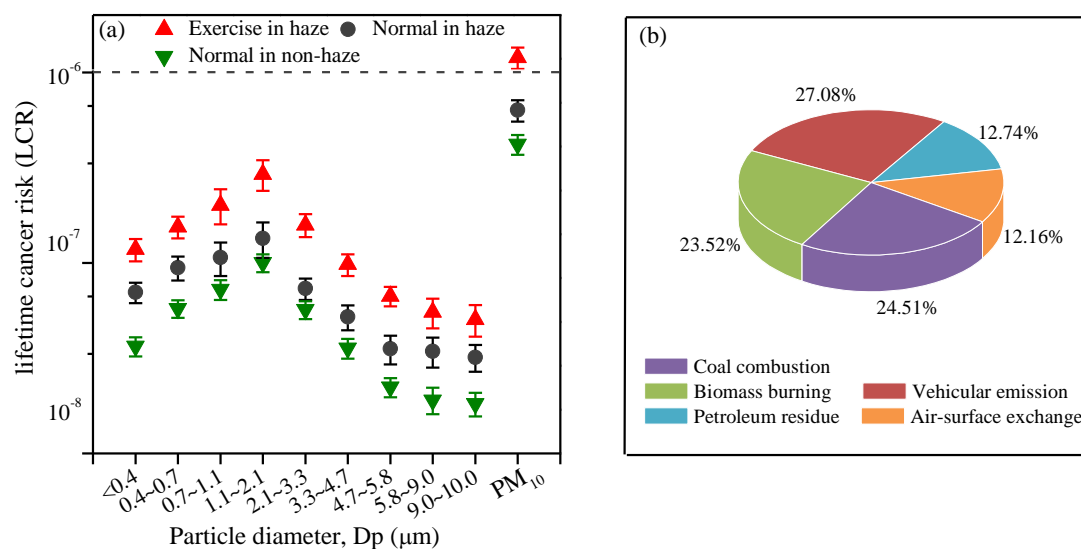 (a)
Exercise in haze
Normal in haze
Normal in non-haze
lifetime cancer risk (LCR)
10-6
10-7
10-8
<0.4
0.4~0.7
0.7~1.1
1.1~2.1
2.1~3.3
3.3~4.7
4.7~5.8
5.8~9.0
9.0~10.0
PM10
Particle diameter, Dp (μm)
(b)
27.08%
12.74%
12.16%
24.51%
23.52%
Coal combustion
Biomass burning
Vehicular emission
Petroleum residue
Air-surface exchange